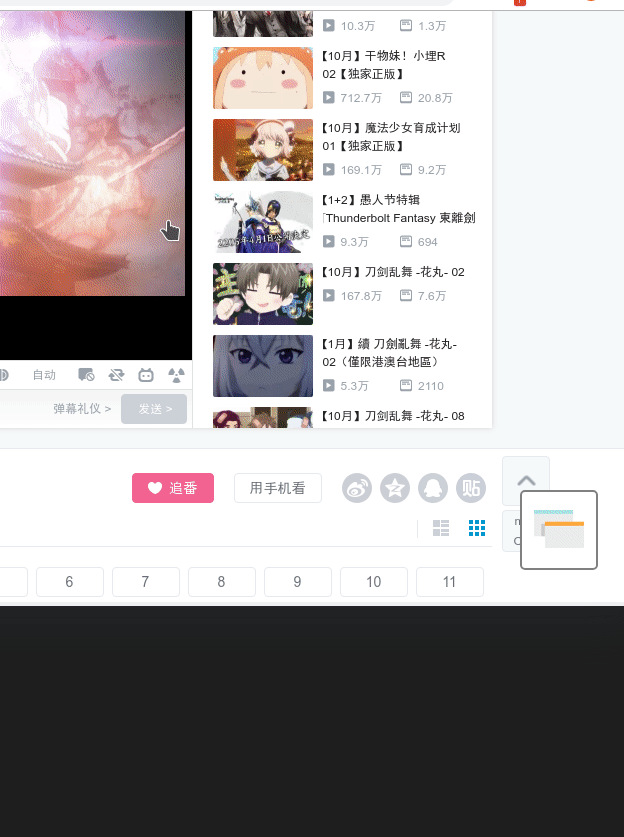 10.3万 1.3万
【10月】干物妹！小埋R
02【独家正版】
712.7万 20.8万
【10月】魔法少女育成计划
01【独家正版】
169.1万 9.2万
【1+2】愚人节特辑
「Thunderbolt Fantasy 東離劍
9.3万 694
【10月】刀剑乱舞 -花丸- 02
167.8万 7.6万
【1月】續 刀劍亂舞 -花丸-
02（僅限港澳台地區）
5.3万 2110
【10月】刀剑乱舞 -花丸- 08
自动
弹幕礼仪 >
发送 >
追番
用手机看
贴
6 7 8 9 10 11